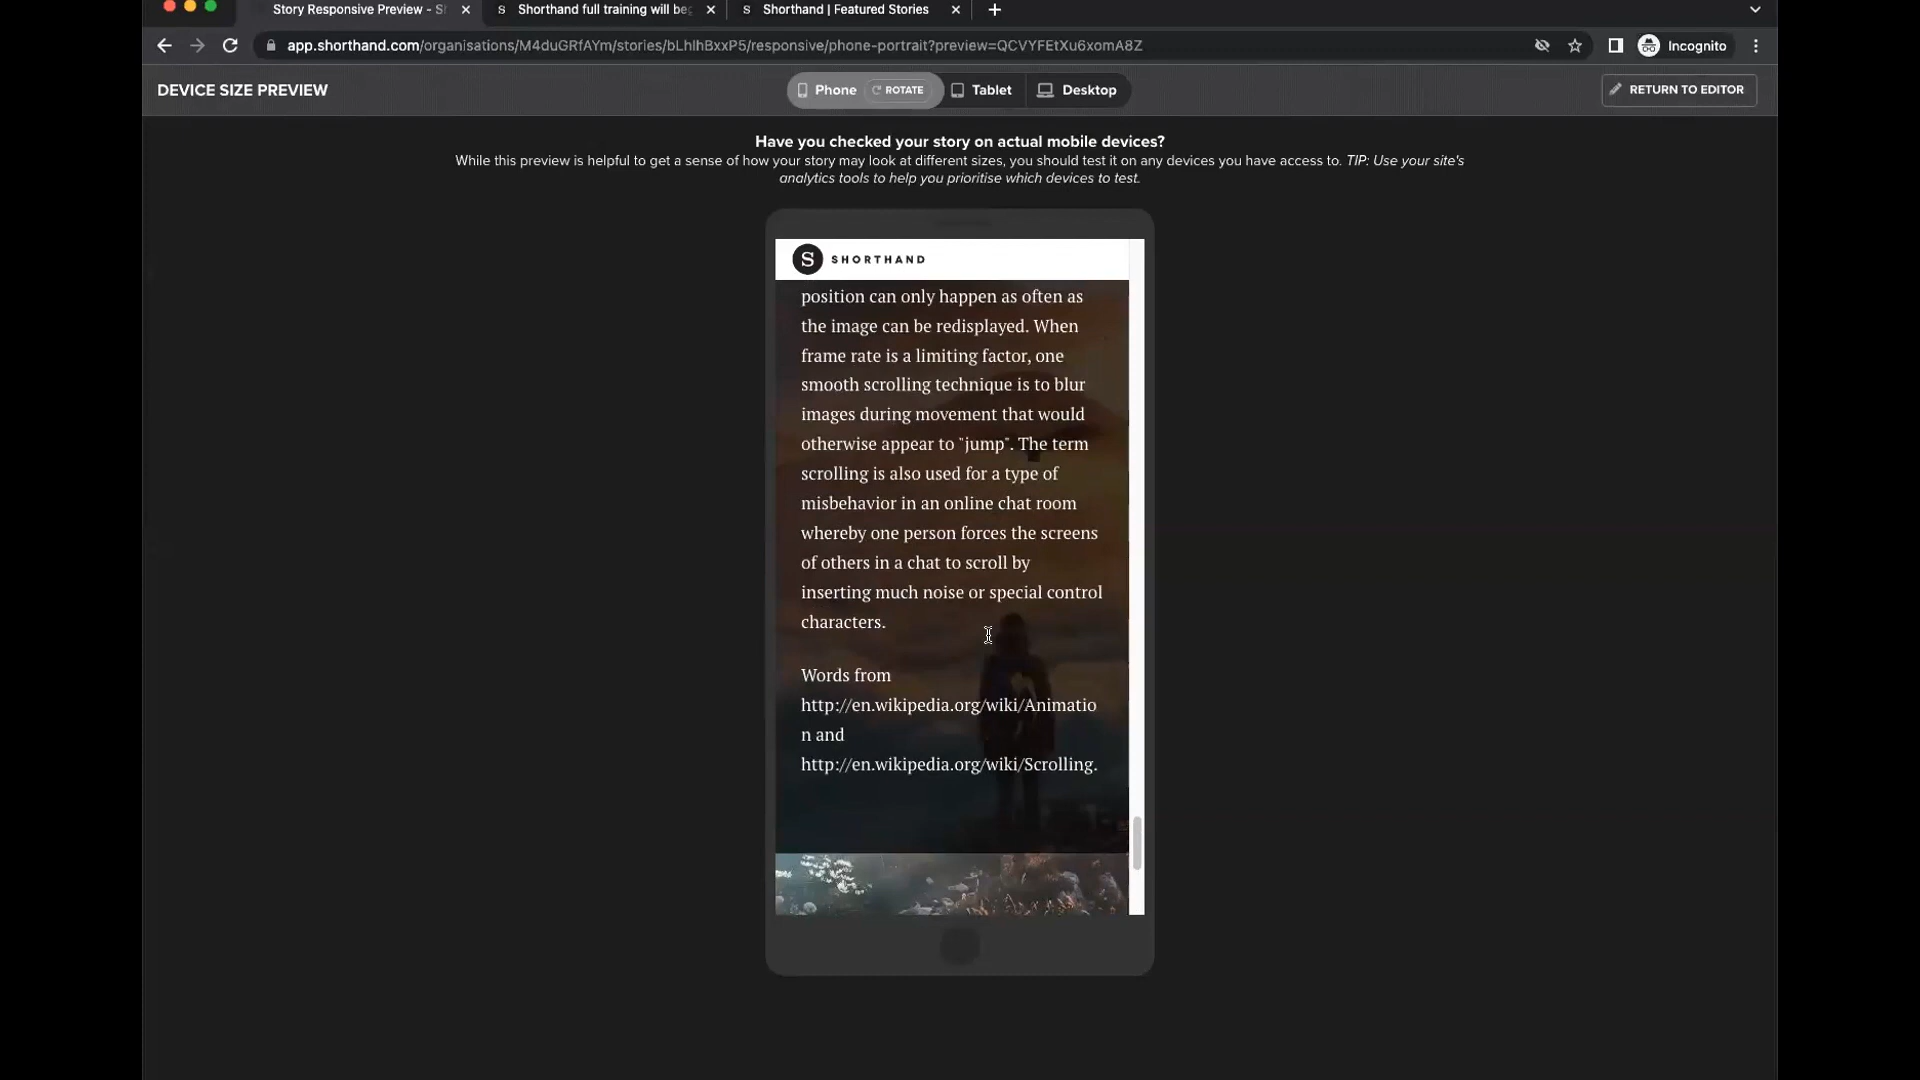 Story Responsive Preview - S
Shorthand full training will be
Shorthand | Featured Stories
app.shorthand.com/organisations/M4duGRfAYm/stories/bLhlhBxxP5/responsive/phone-portrait?preview=QCVYFEtXu6xomA8Z
Incognito
DEVICE SIZE PREVIEW
Phone
ROTATE
Tablet
Desktop
RETURN TO EDITOR
Have you checked your story on actual mobile devices?
While this preview is helpful to get a sense of how your story may look at different sizes, you should test it on any devices you have access to. TIP: Use your site's
analytics tools to help you prioritise which devices to test.
S SHORTHAND
position can only happen as often as
the image can be redisplayed. When
frame rate is a limiting factor, one
smooth scrolling technique is to blur
images during movement that would
otherwise appear to "jump". The term
scrolling is also used for a type of
misbehavior in an online chat room
whereby one person forces the screens
of others in a chat to scroll by
inserting much noise or special control
characters.
Words from
http://en.wikipedia.org/wiki/Animatio
n and
http://en.wikipedia.org/wiki/Scrolling.